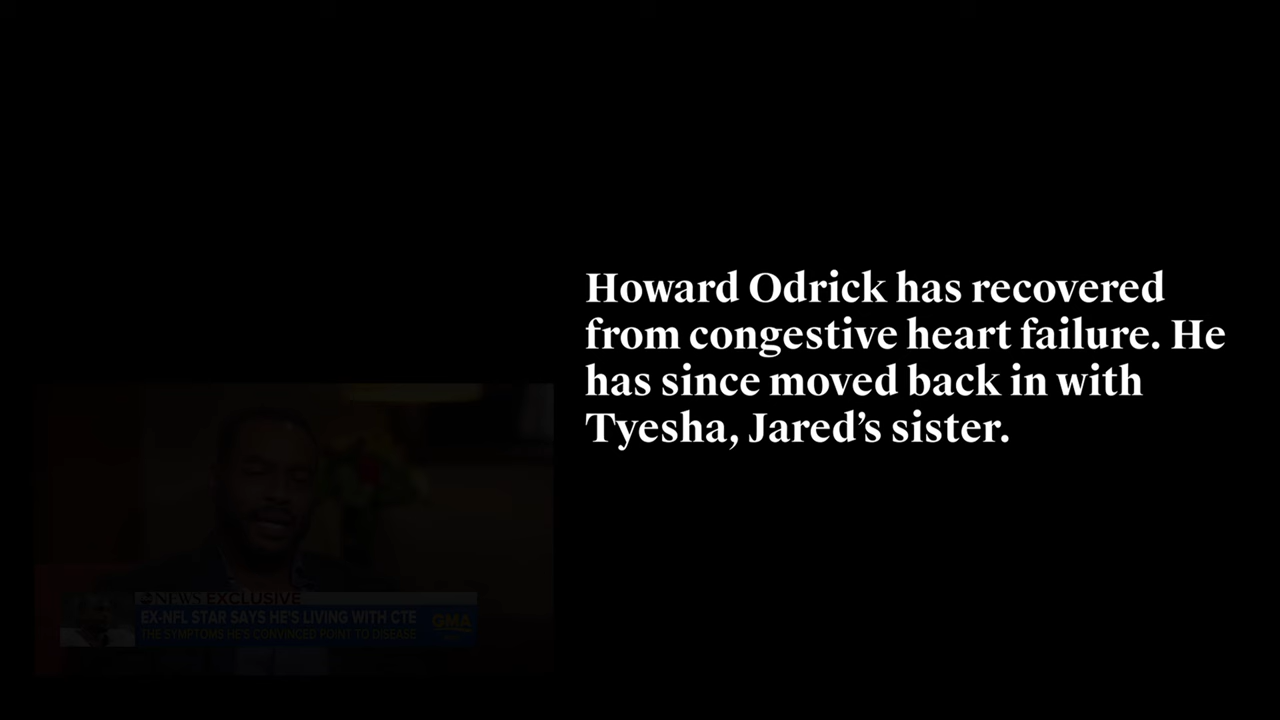 Howard Odrick has recovered
from congestive heart failure. He
has since moved back in with
Tyesha, Jared’s sister.
NEWS EXCLUSIVE
EX-NFL STAR SAYS HE'S LIVING WITH CTE
THE SYMPTOMS HE'S CONVINCED POINT TO DISEASE
GMA